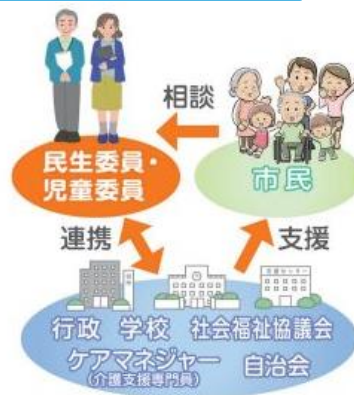 相談
民生委員・
児童委員
市民
連携
支援
行政 学校 社会福祉協議会
ケアマネジャー 自治会
(介護支援専門員)